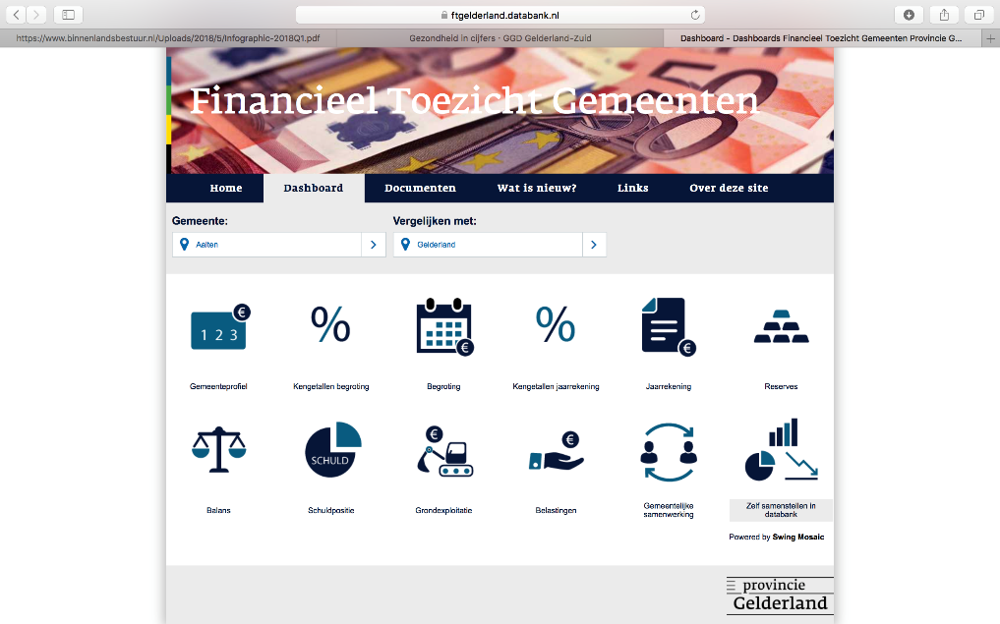 ftgelderland.databank.nl
https://www.binnenlandsbestuur.nl/Uploads/2018/5/Infographic-2018Q1.pdf
Gezondheid in cijfers - GGD Gelderland-Zuid
Dashboard - Dashboards Financieel Toezicht Gemeenten Provincie G...
Financieel Toezicht Gemeenten
Home Dashboard Documenten Wat is nieuw? Links Over deze site
Gemeente: Vergelijken met:
Aalten Gelderland
1 2 3 €
%
€
%
€
Gemeenteprofiel Kengetallen begroting Begroting Kengetallen jaarrekening Jaarrekening Reserves
SCHULD
€
€
Balans Schuldpositie Grondexploitatie Belastingen
Gemeentelijke
samenwerking
Zelf samenstellen in
databank
Powered by Swing Mosaic
provincie
Gelderland